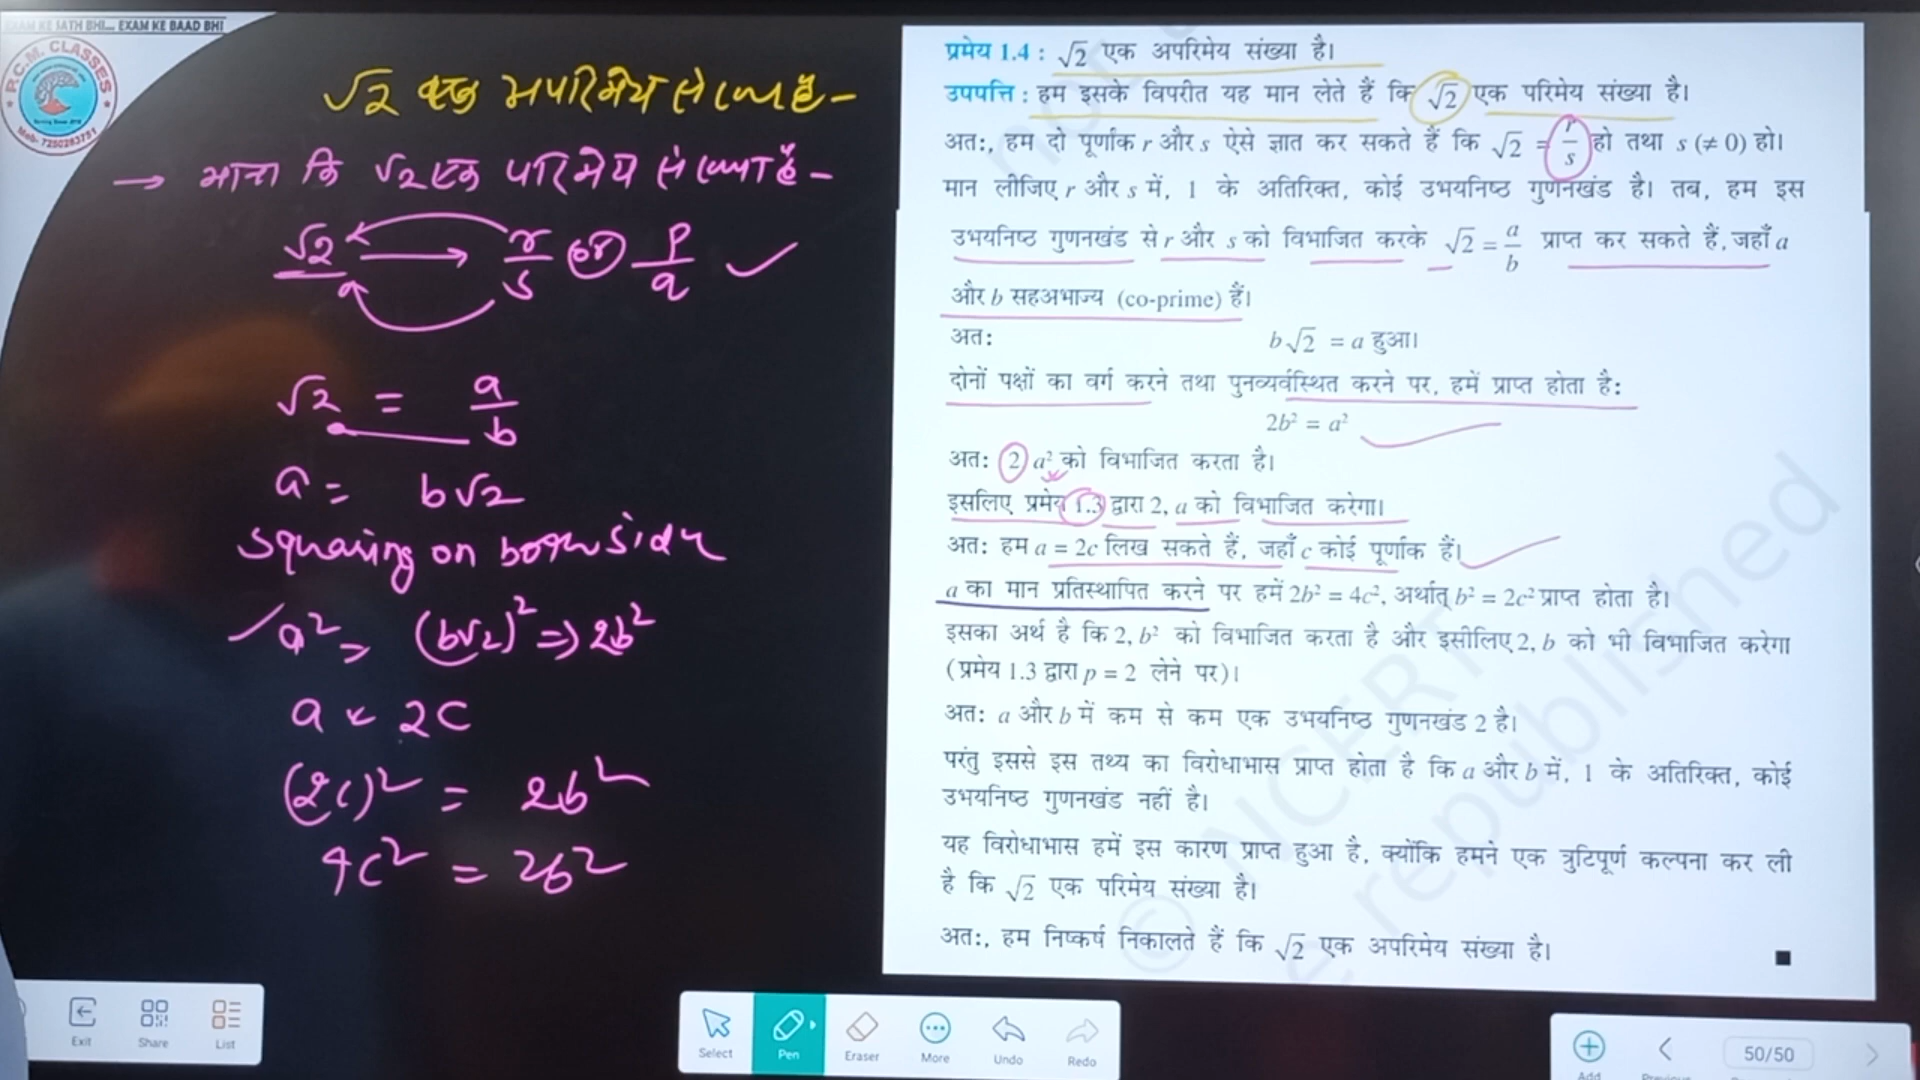 EXAM KE SATH BHI... EXAM KE BAAD BHI
P.C.M. CLASSES
Mob- 7250283751
√2 एक अपरिमेय संख्या है-
→ माना कि √2 एक परिमेय संख्या है-
√2 → r/s or p/q ✓
√2 = a/b
a = b√2
squaring on both side
a² = (b√2)² ⇒ 2b²
a = 2c
(2c)² = 2b²
4c² = 2b²
प्रमेय 1.4 : √2 एक अपरिमेय संख्या है।
उपपत्ति : हम इसके विपरीत यह मान लेते हैं कि √2 एक परिमेय संख्या है।
अत:, हम दो पूर्णांक r और s ऐसे ज्ञात कर सकते हैं कि √2 = r/s हो तथा s (≠ 0) हो।
मान लीजिए r और s में, 1 के अतिरिक्त, कोई उभयनिष्ठ गुणनखंड है। तब, हम इस
उभयनिष्ठ गुणनखंड से r और s को विभाजित करके √2 = a/b प्राप्त कर सकते हैं, जहाँ a
और b सहअभाज्य (co-prime) हैं।
अत: b√2 = a हुआ।
दोनों पक्षों का वर्ग करने तथा पुनर्व्यवस्थित करने पर, हमें प्राप्त होता है:
2b² = a²
अत: 2 a² को विभाजित करता है।
इसलिए प्रमेय 1.3 द्वारा 2, a को विभाजित करेगा।
अत: हम a = 2c लिख सकते हैं, जहाँ c कोई पूर्णांक है।
a का मान प्रतिस्थापित करने पर हमें 2b² = 4c², अर्थात् b² = 2c² प्राप्त होता है।
इसका अर्थ है कि 2, b² को विभाजित करता है और इसीलिए 2, b को भी विभाजित करेगा
(प्रमेय 1.3 द्वारा p = 2 लेने पर)।
अत: a और b में कम से कम एक उभयनिष्ठ गुणनखंड 2 है।
परंतु इससे इस तथ्य का विरोधाभास प्राप्त होता है कि a और b में, 1 के अतिरिक्त, कोई
उभयनिष्ठ गुणनखंड नहीं है।
यह विरोधाभास हमें इस कारण प्राप्त हुआ है, क्योंकि हमने एक त्रुटिपूर्ण कल्पना कर ली
है कि √2 एक परिमेय संख्या है।
अत:, हम निष्कर्ष निकालते हैं कि √2 एक अपरिमेय संख्या है।
© NCERT
republished
Exit Share List
Select Pen Eraser More Undo Redo
Add 50/50